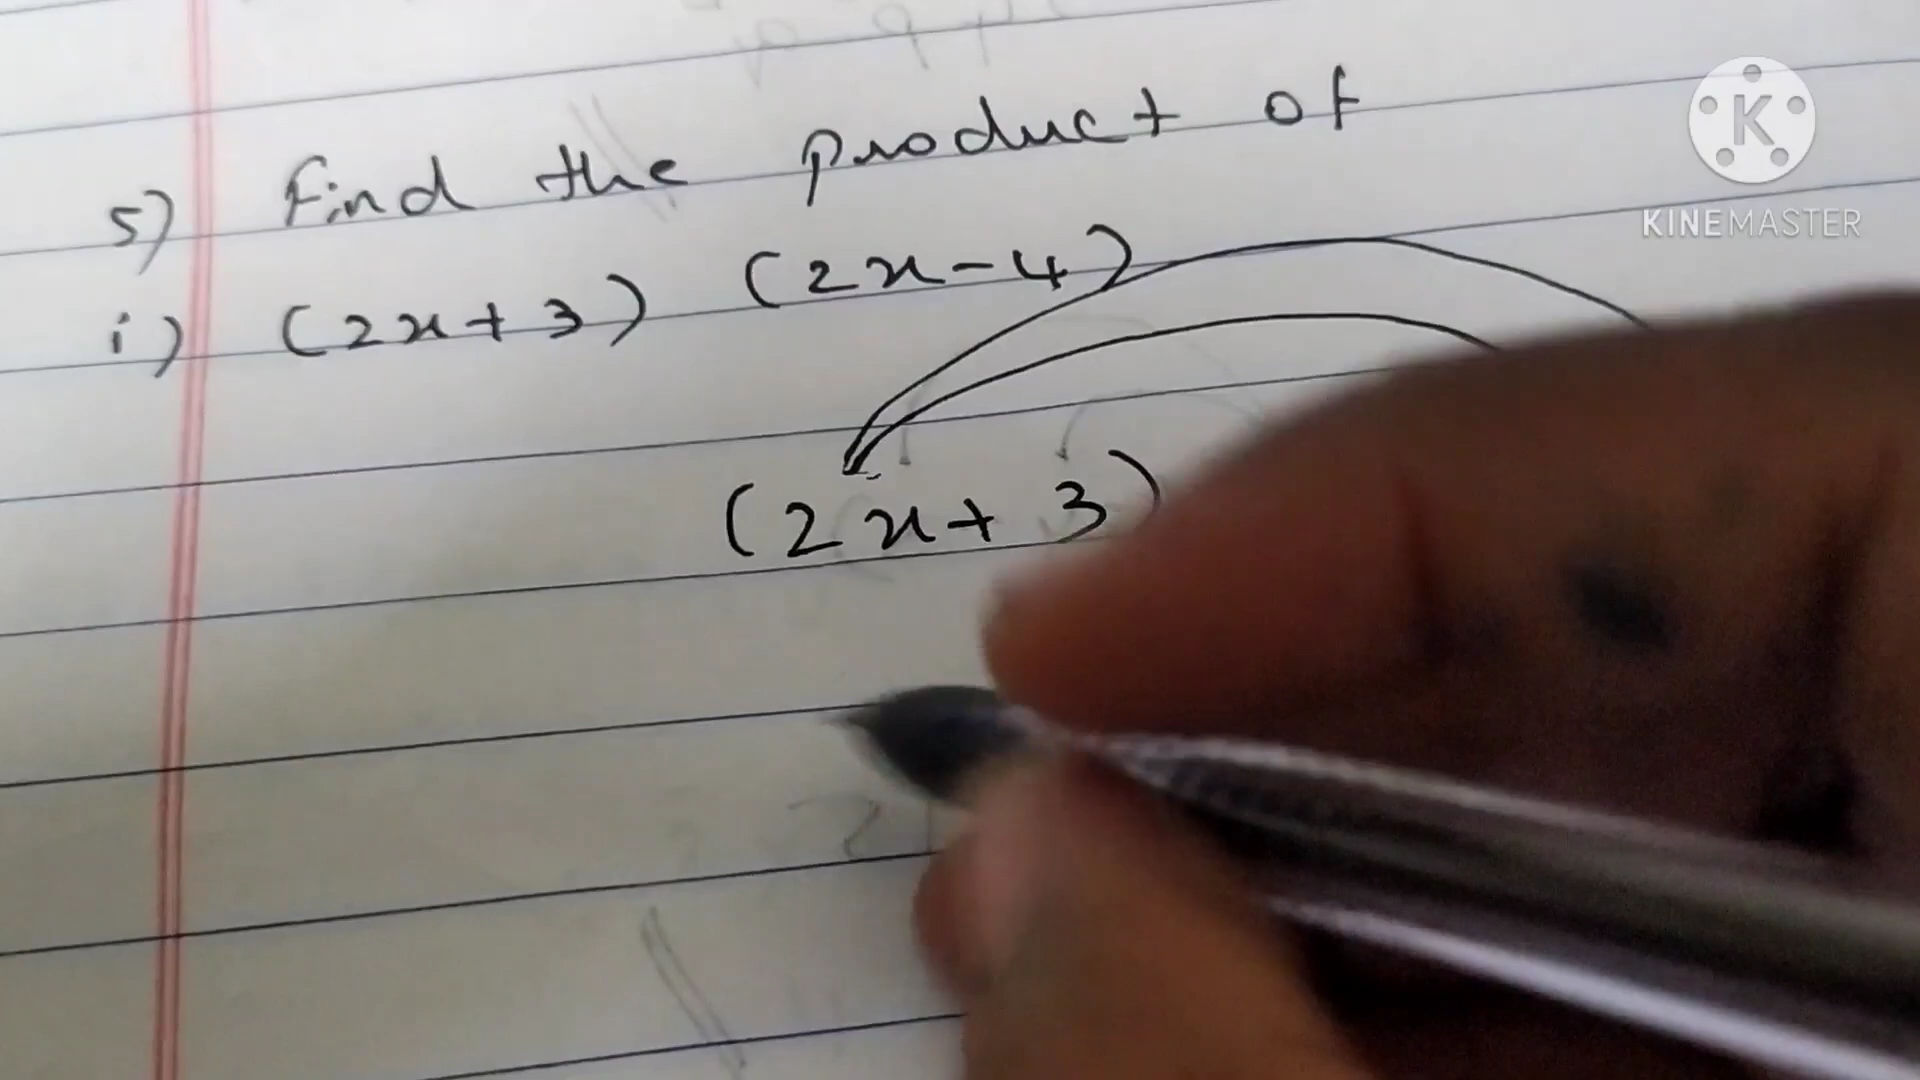 5) Find the product of
i) (2x+3) (2x-4)
(2x+3)
K
KINEMASTER